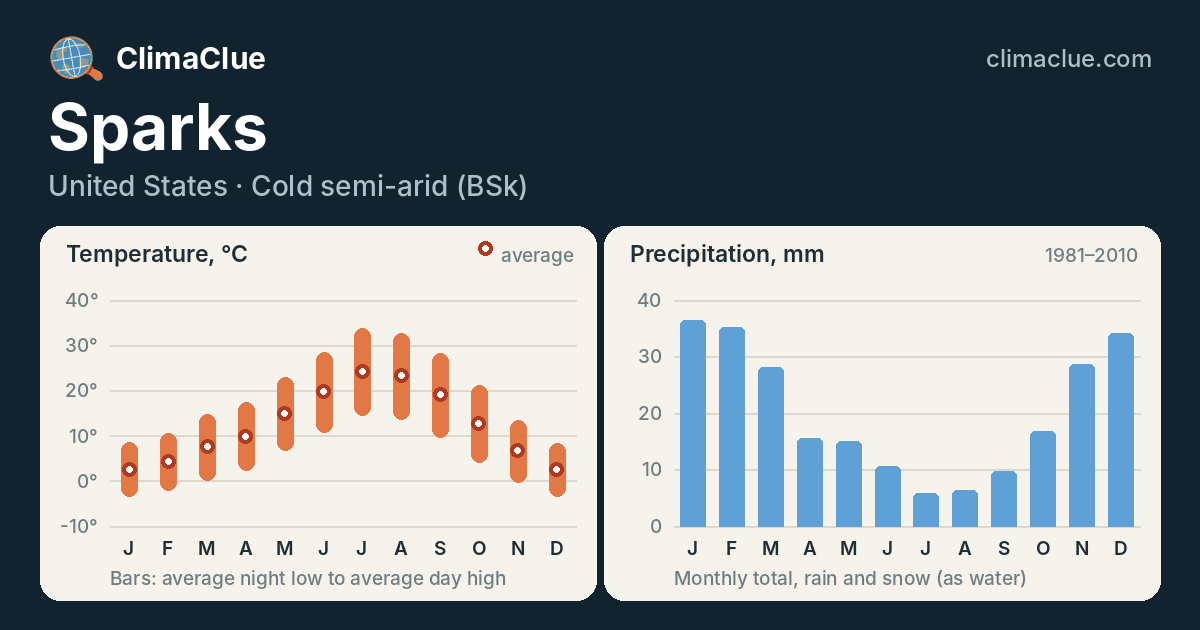 ClimaClue
climaclue.com
Sparks
United States · Cold semi-arid (BSk)
Temperature, °C
average
40°
30°
20°
10°
0°
-10°
J F M A M J J A S O N D
Bars: average night low to average day high
Precipitation, mm
1981–2010
40
30
20
10
0
J F M A M J J A S O N D
Monthly total, rain and snow (as water)